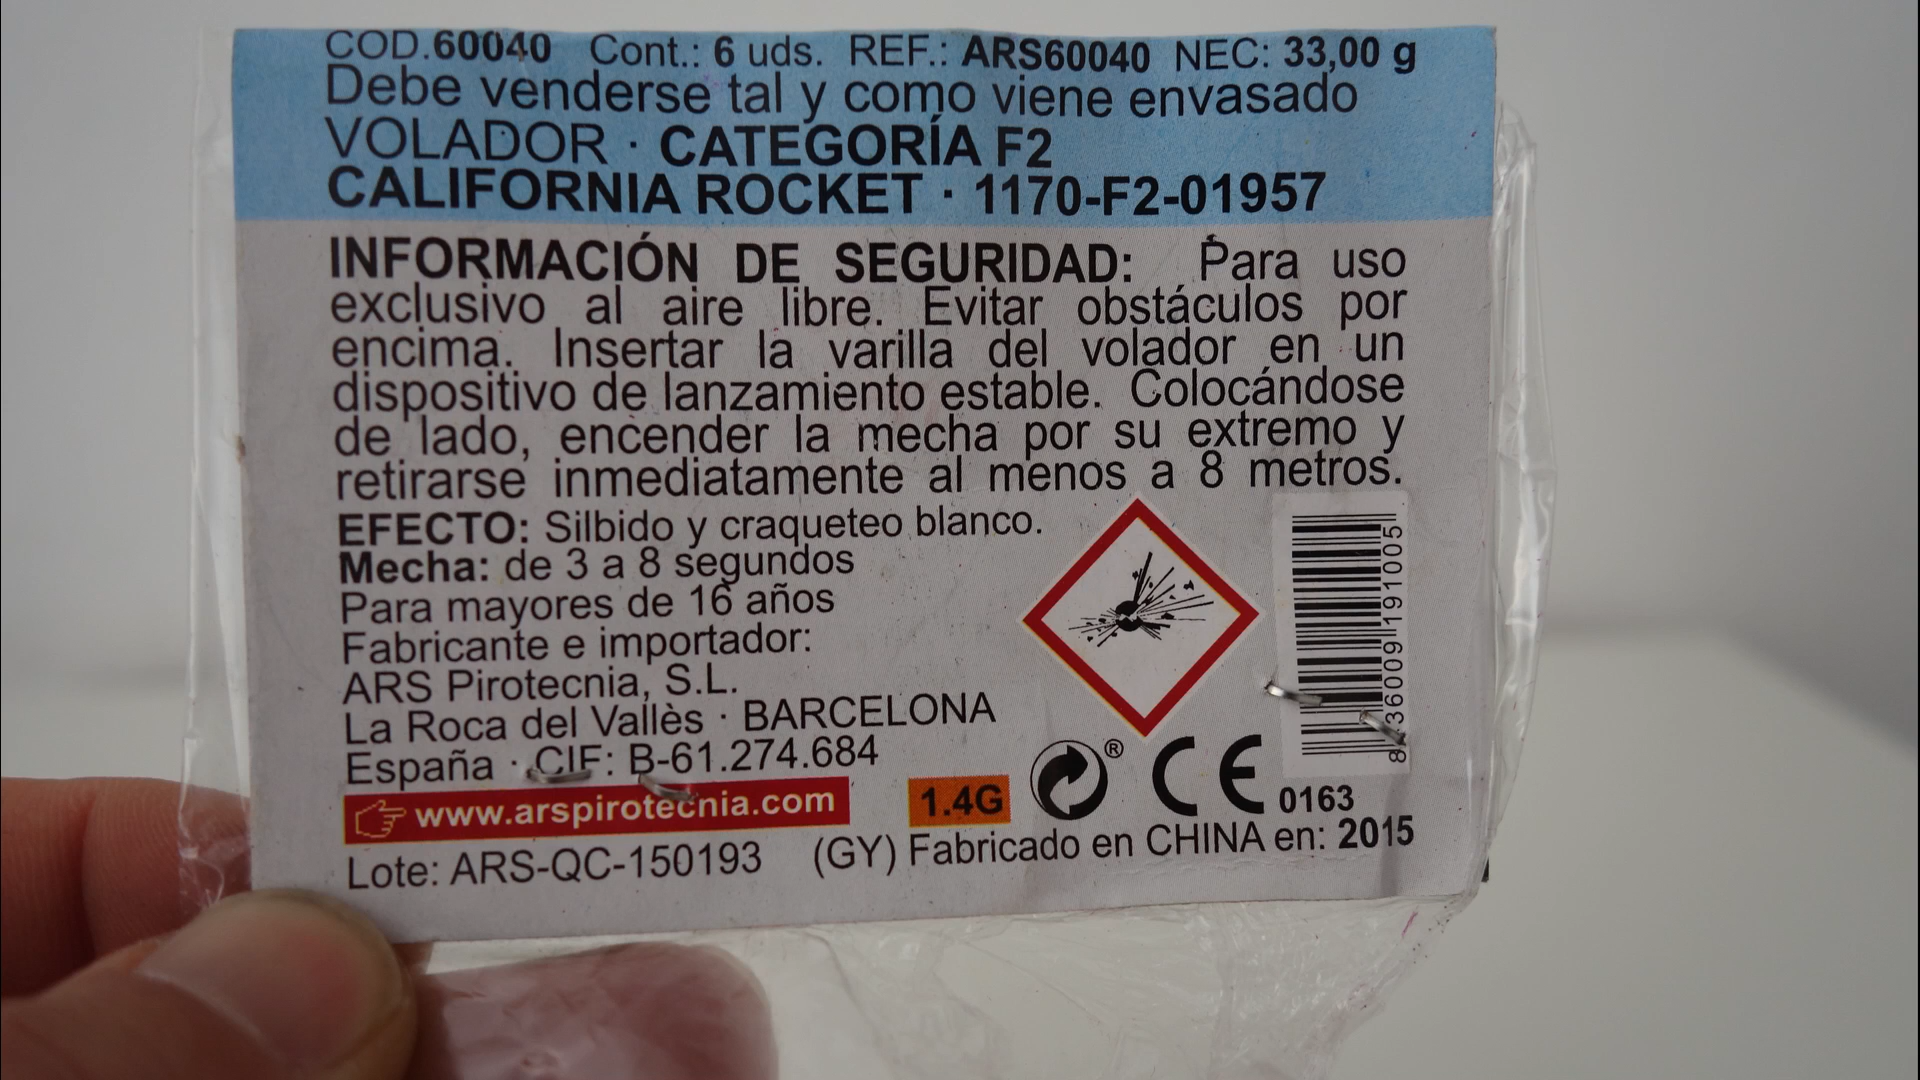 COD.60040 Cont.: 6 uds. REF.: ARS60040 NEC: 33,00 g
Debe venderse tal y como viene envasado
VOLADOR · CATEGORÍA F2
CALIFORNIA ROCKET · 1170-F2-01957
INFORMACIÓN DE SEGURIDAD: Para uso
exclusivo al aire libre. Evitar obstáculos por
encima. Insertar la varilla del volador en un
dispositivo de lanzamiento estable. Colocándose
de lado, encender la mecha por su extremo y
retirarse inmediatamente al menos a 8 metros.
EFECTO: Silbido y craqueteo blanco.
Mecha: de 3 a 8 segundos
Para mayores de 16 años
Fabricante e importador:
ARS Pirotecnia, S.L.
La Roca del Vallès · BARCELONA
España · CIF: B-61.274.684
www.arspirotecnia.com
1.4G
® CE 0163
Lote: ARS-QC-150193 (GY) Fabricado en CHINA en: 2015